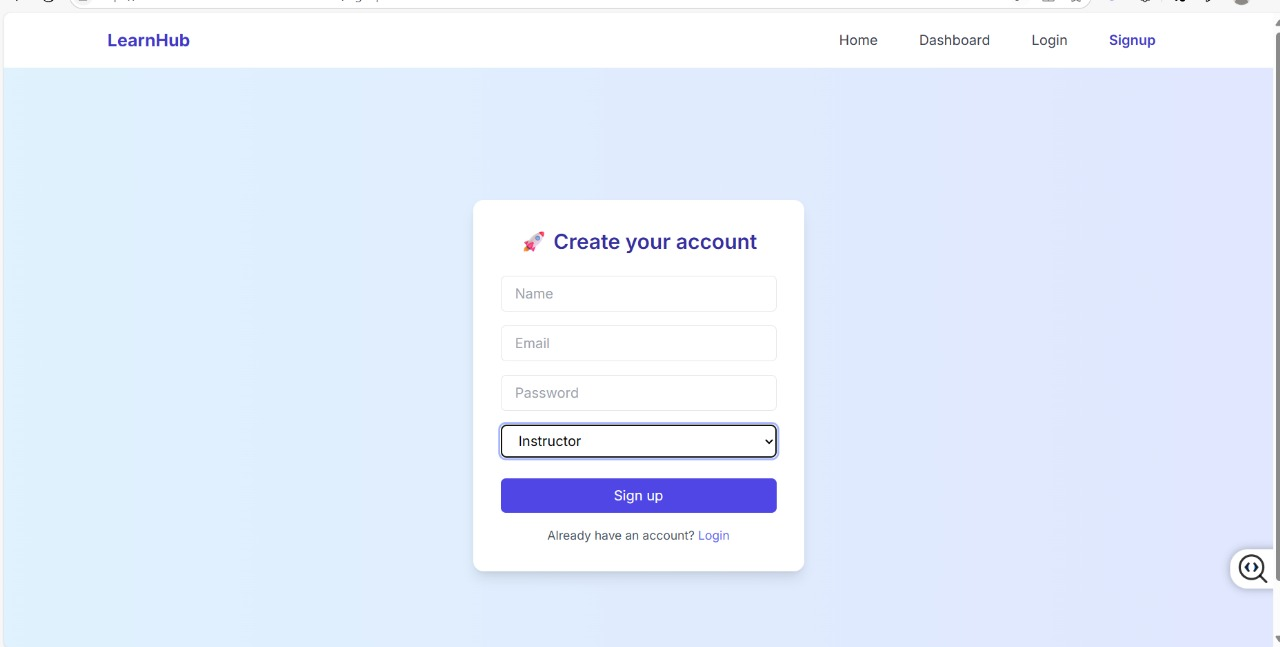 LearnHub
Home Dashboard Login Signup
🚀 Create your account
Name
Email
Password
Instructor
Sign up
Already have an account? Login